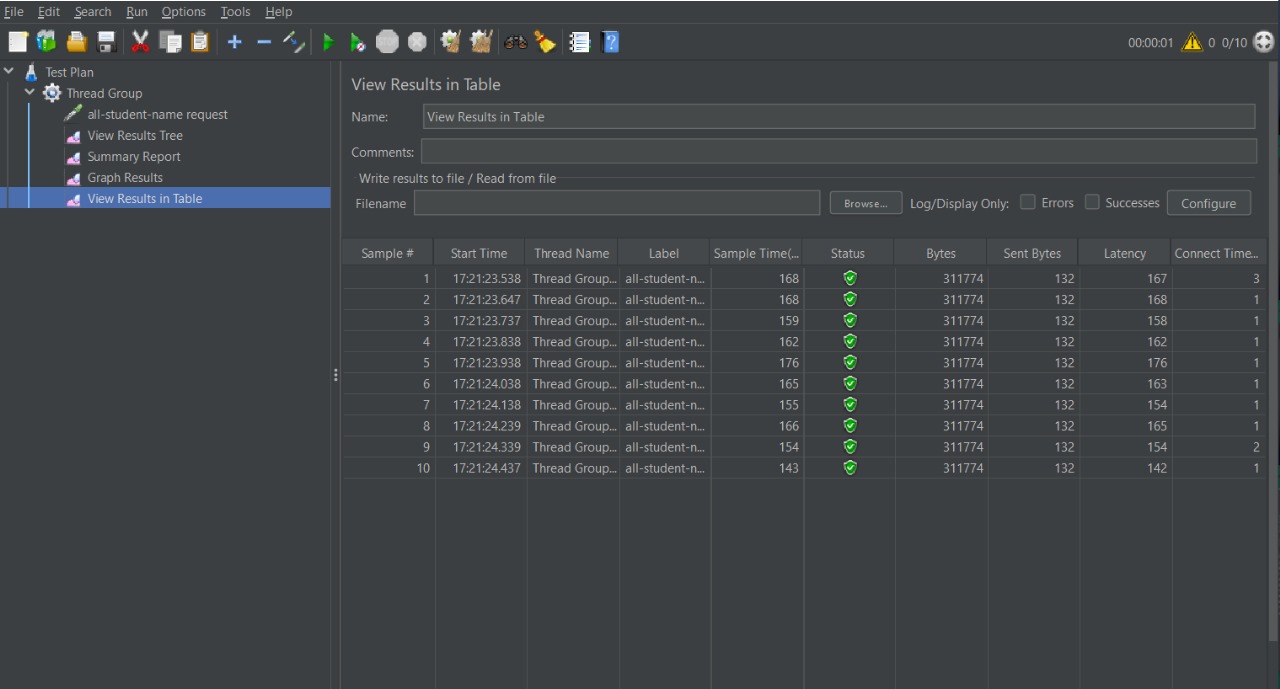 File Edit Search Run Options Tools Help
00:00:01 0 0/10
Test Plan
Thread Group
all-student-name request
View Results Tree
Summary Report
Graph Results
View Results in Table
View Results in Table
Name: View Results in Table
Comments:
Write results to file / Read from file
Filename Browse... Log/Display Only: Errors Successes Configure
Sample # Start Time Thread Name Label Sample Time(... Status Bytes Sent Bytes Latency Connect Time...
1 17:21:23.538 Thread Group... all-student-n... 168 311774 132 167 3
2 17:21:23.647 Thread Group... all-student-n... 168 311774 132 168 1
3 17:21:23.737 Thread Group... all-student-n... 159 311774 132 158 1
4 17:21:23.838 Thread Group... all-student-n... 162 311774 132 162 1
5 17:21:23.938 Thread Group... all-student-n... 176 311774 132 176 1
6 17:21:24.038 Thread Group... all-student-n... 165 311774 132 163 1
7 17:21:24.138 Thread Group... all-student-n... 155 311774 132 154 1
8 17:21:24.239 Thread Group... all-student-n... 166 311774 132 165 1
9 17:21:24.339 Thread Group... all-student-n... 154 311774 132 154 2
10 17:21:24.437 Thread Group... all-student-n... 143 311774 132 142 1